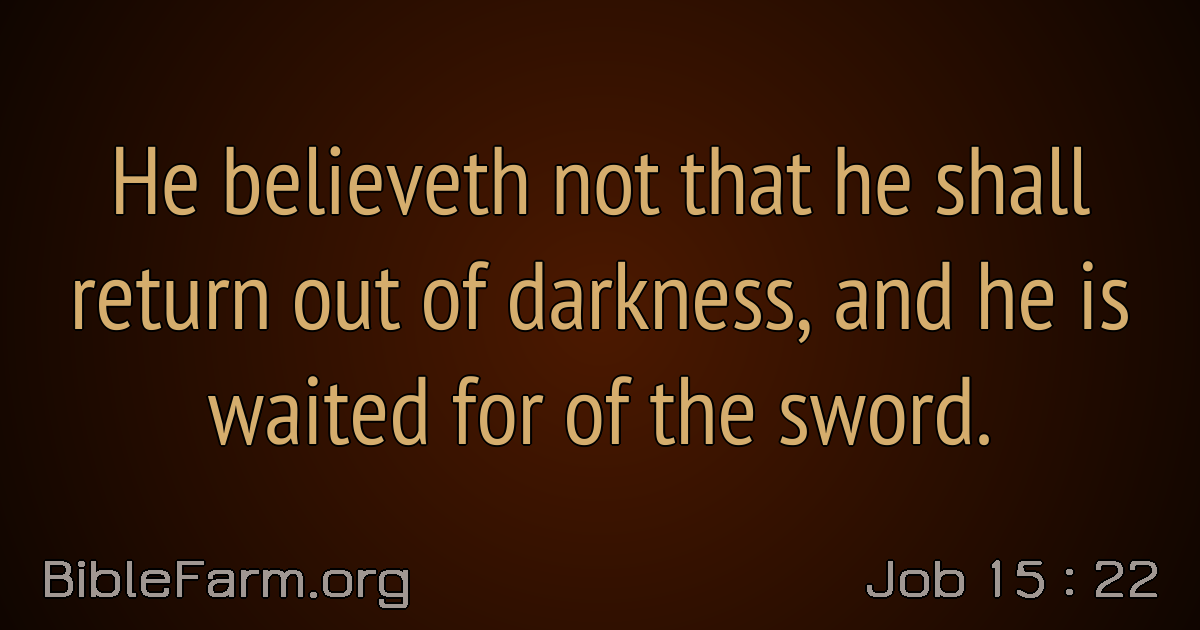 He believeth not that he shall
return out of darkness, and he is
waited for of the sword.
BibleFarm.org
Job 15 : 22